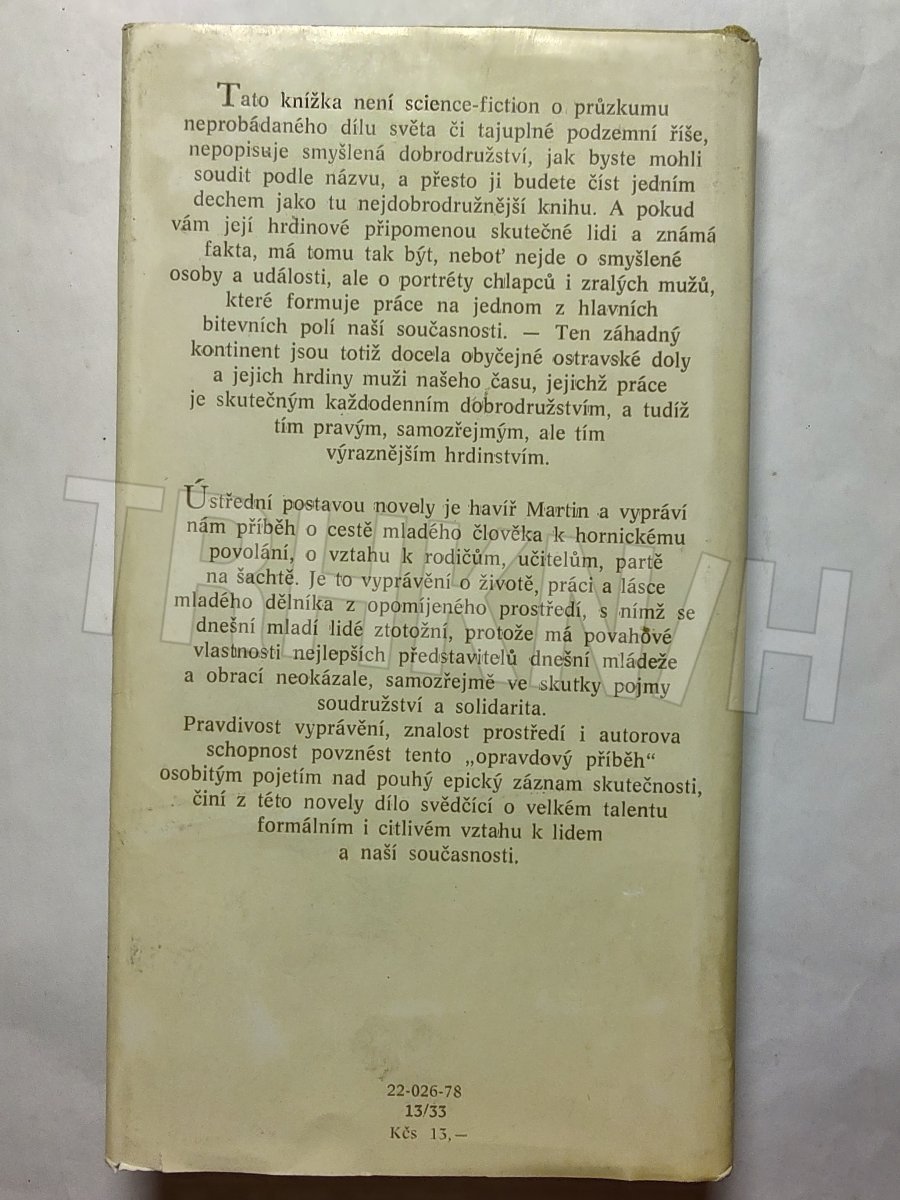 Tato knížka není science-fiction o průzkumu
neprobádaného dílu světa či tajuplné podzemní říše,
nepopisuje smyšlená dobrodružství, jak byste mohli
soudit podle názvu, a přesto ji budete číst jedním
dechem jako tu nejdobrodružnější knihu. A pokud
vám její hrdinové připomenou skutečné lidi a známá
fakta, má tomu tak být, neboť nejde o smyšlené
osoby a události, ale o portréty chlapců i zralých mužů,
které formuje práce na jednom z hlavních
bitevních polí naší současnosti. — Ten záhadný
kontinent jsou totiž docela obyčejné ostravské doly
a jejich hrdiny muži našeho času, jejichž práce
je skutečným každodenním dobrodružstvím, a tudíž
tím pravým, samozřejmým, ale tím
výraznějším hrdinstvím.
Ústřední postavou novely je havíř Martin a vypráví
nám příběh o cestě mladého člověka k hornickému
povolání, o vztahu k rodičům, učitelům, partě
na šachtě. Je to vyprávění o životě, práci a lásce
mladého dělníka z opomíjeného prostředí, s nímž se
dnešní mladí lidé ztotožní, protože má povahové
vlastnosti nejlepších představitelů dnešní mládeže
a obrací neokázale, samozřejmě ve skutky pojmy
soudružství a solidarita.
Pravdivost vyprávění, znalost prostředí i autorova
schopnost povznést tento „opravdový příběh“
osobitým pojetím nad pouhý epický záznam skutečnosti,
činí z této novely dílo svědčící o velkém talentu
formálním i citlivém vztahu k lidem
a naší současnosti.
22-026-78
13/33
Kčs 13,—